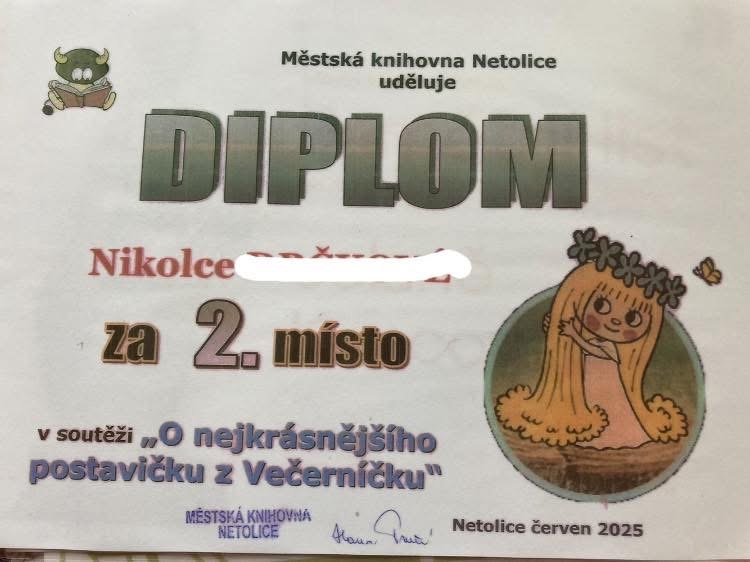 Městská knihovna Netolice
uděluje
DIPLOM
Nikolce
za 2. místo
v soutěži „O nejkrásnějšího
postavičku z Večerníčku“
MĚSTSKÁ KNIHOVNA
NETOLICE
Netolice červen 2025